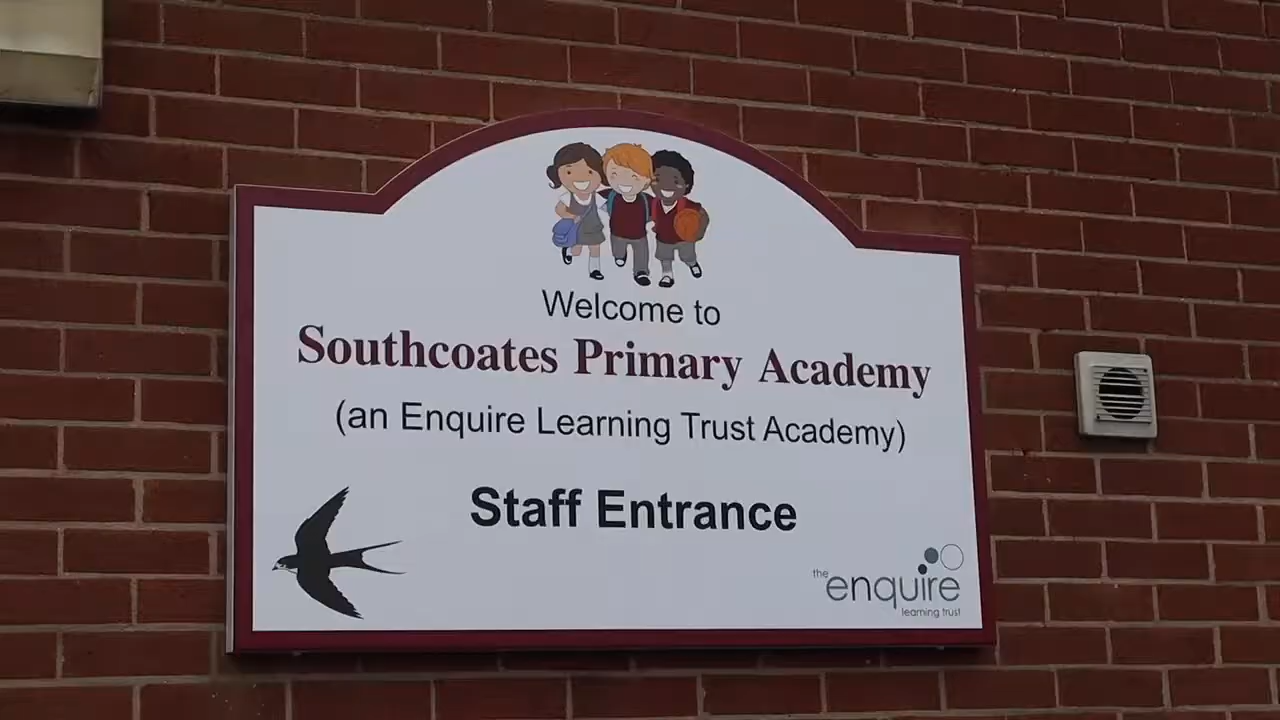 Welcome to
Southcoates Primary Academy
(an Enquire Learning Trust Academy)
Staff Entrance
the
enquire
learning trust